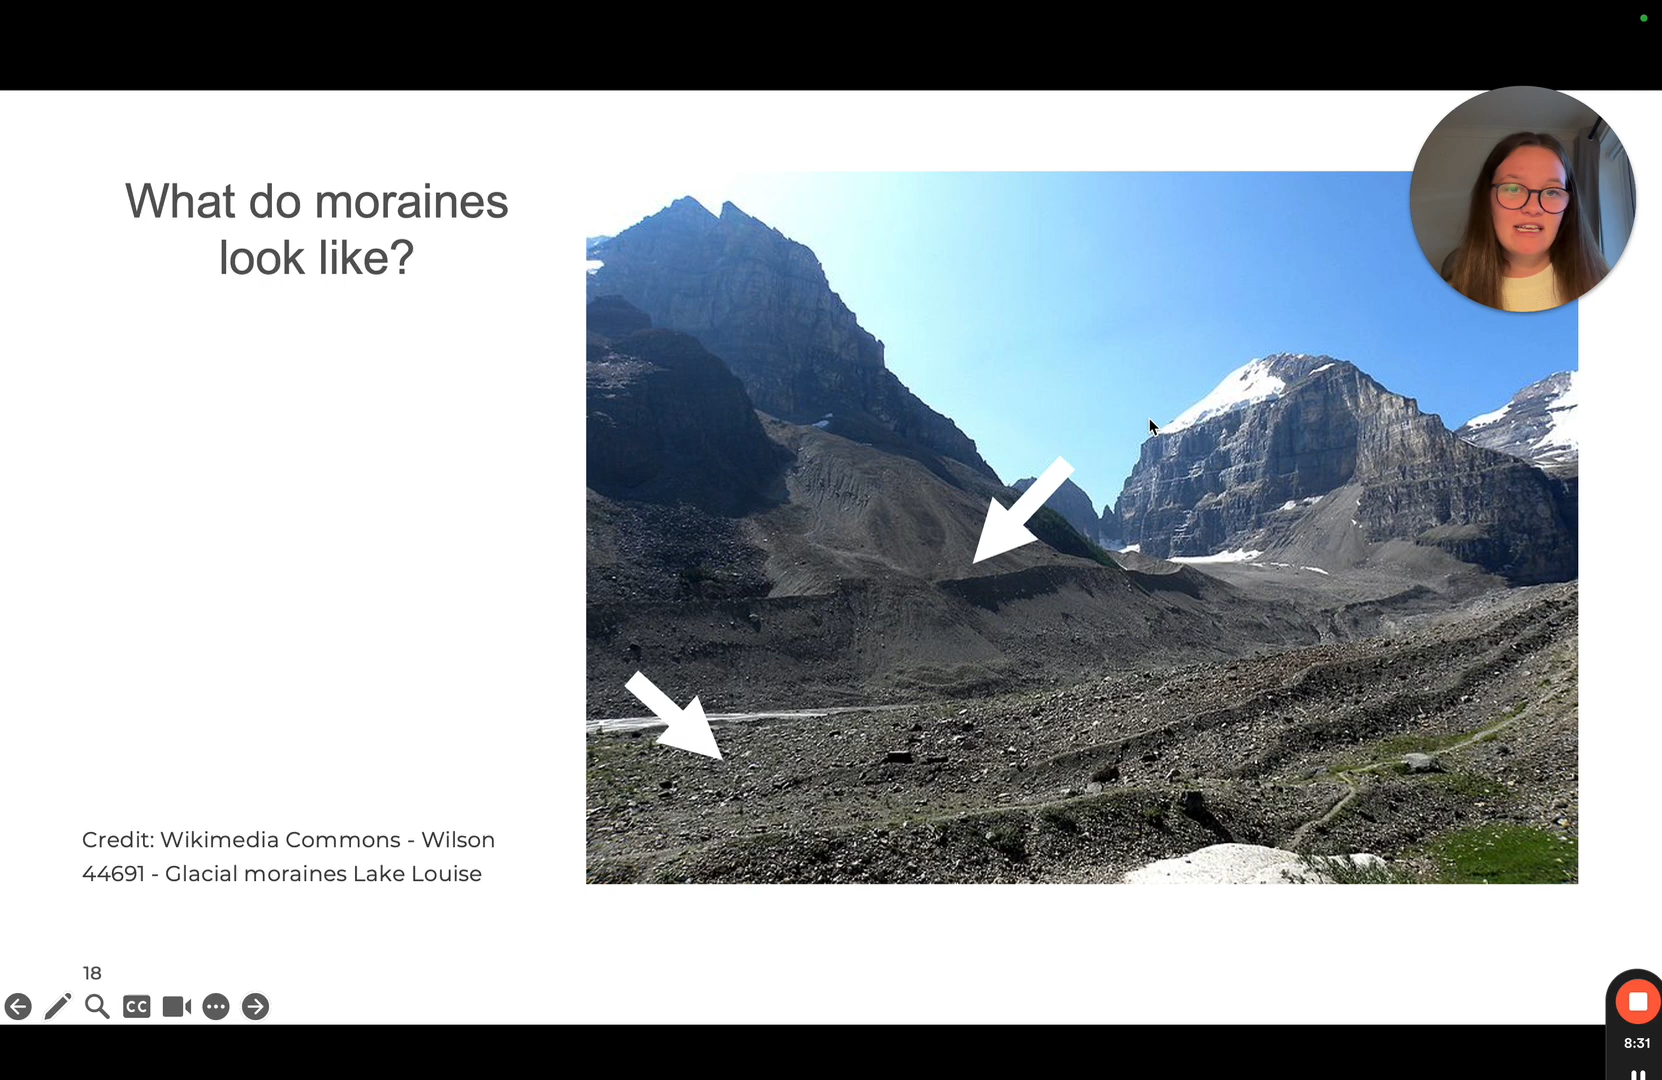 What do moraines
look like?
Credit: Wikimedia Commons - Wilson
44691 - Glacial moraines Lake Louise
18
CC
8:31